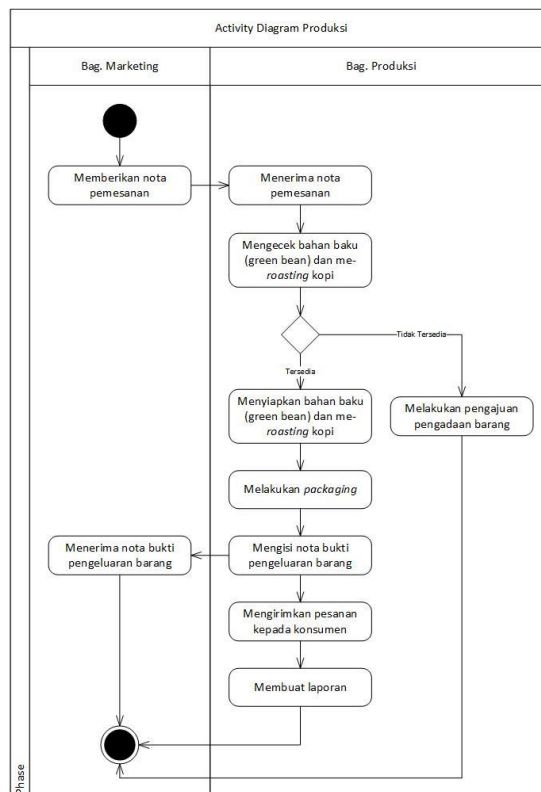 Activity Diagram Produksi
Bag. Marketing
Bag. Produksi
Memberikan nota
pemesanan
Menerima nota
pemesanan
Mengecek bahan baku
(green bean) dan me-
roasting kopi
Tidak Tersedia
Tersedia
Menyiapkan bahan baku
(green bean) dan me-
roasting kopi
Melakukan pengajuan
pengadaan barang
Melakukan packaging
Menerima nota bukti
pengeluaran barang
Mengisi nota bukti
pengeluaran barang
Mengirimkan pesanan
kepada konsumen
Membuat laporan
Phase